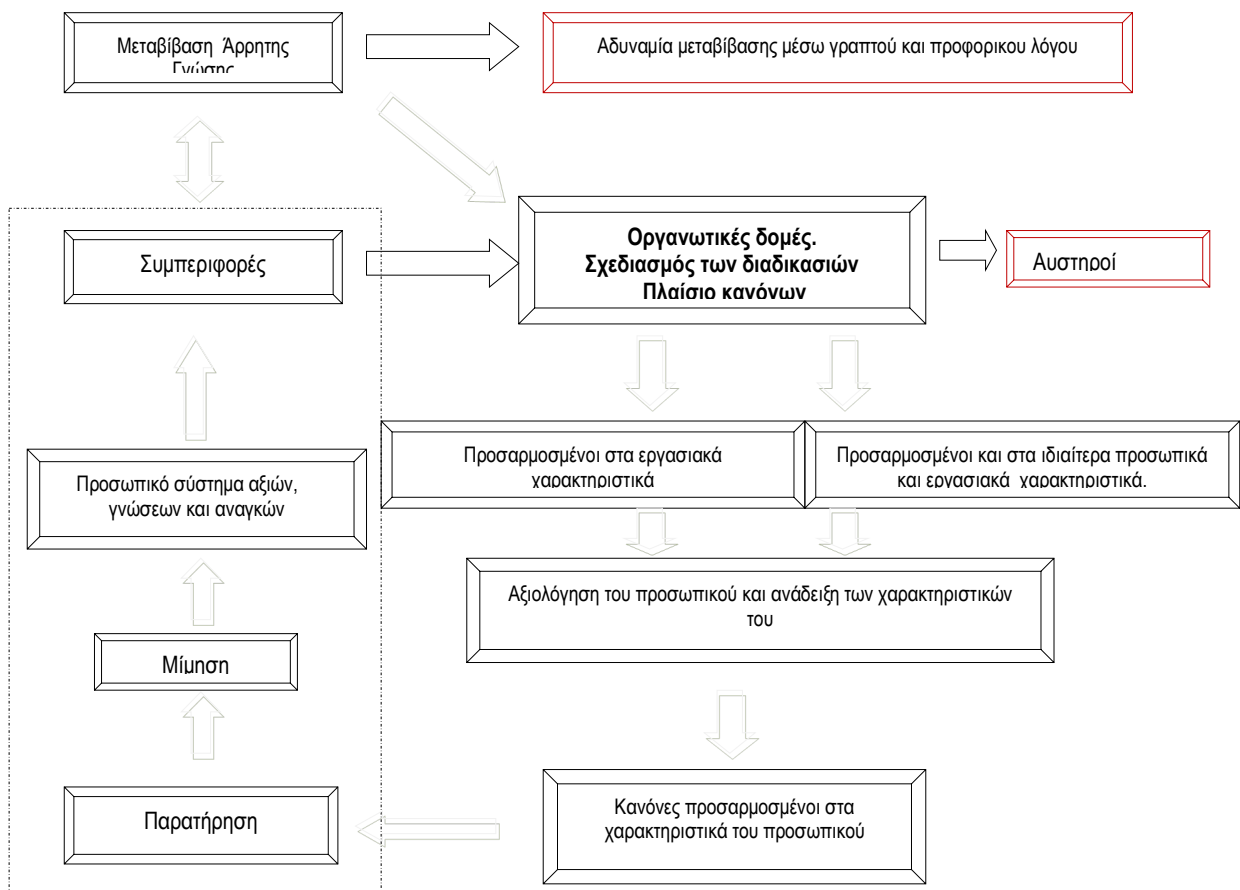 Μεταβίβαση Άρρητης
Γνώσης
Αδυναμία μεταβίβασης μέσω γραπτού και προφορικου λόγου
Συμπεριφορές
Οργανωτικές δομές.
Σχεδιασμός των διαδικασιών
Πλαίσιο κανόνων
Αυστηροί
Προσωπικό σύστημα αξιών,
γνώσεων και αναγκών
Προσαρμοσμένοι στα εργασιακά
χαρακτηριστικά
Προσαρμοσμένοι και στα ιδιαίτερα προσωπικά
και εργασιακά χαρακτηριστικά.
Αξιολόγηση του προσωπικού και ανάδειξη των χαρακτηριστικών
του
Μίμηση
Παρατήρηση
Κανόνες προσαρμοσμένοι στα
χαρακτηριστικά του προσωπικού